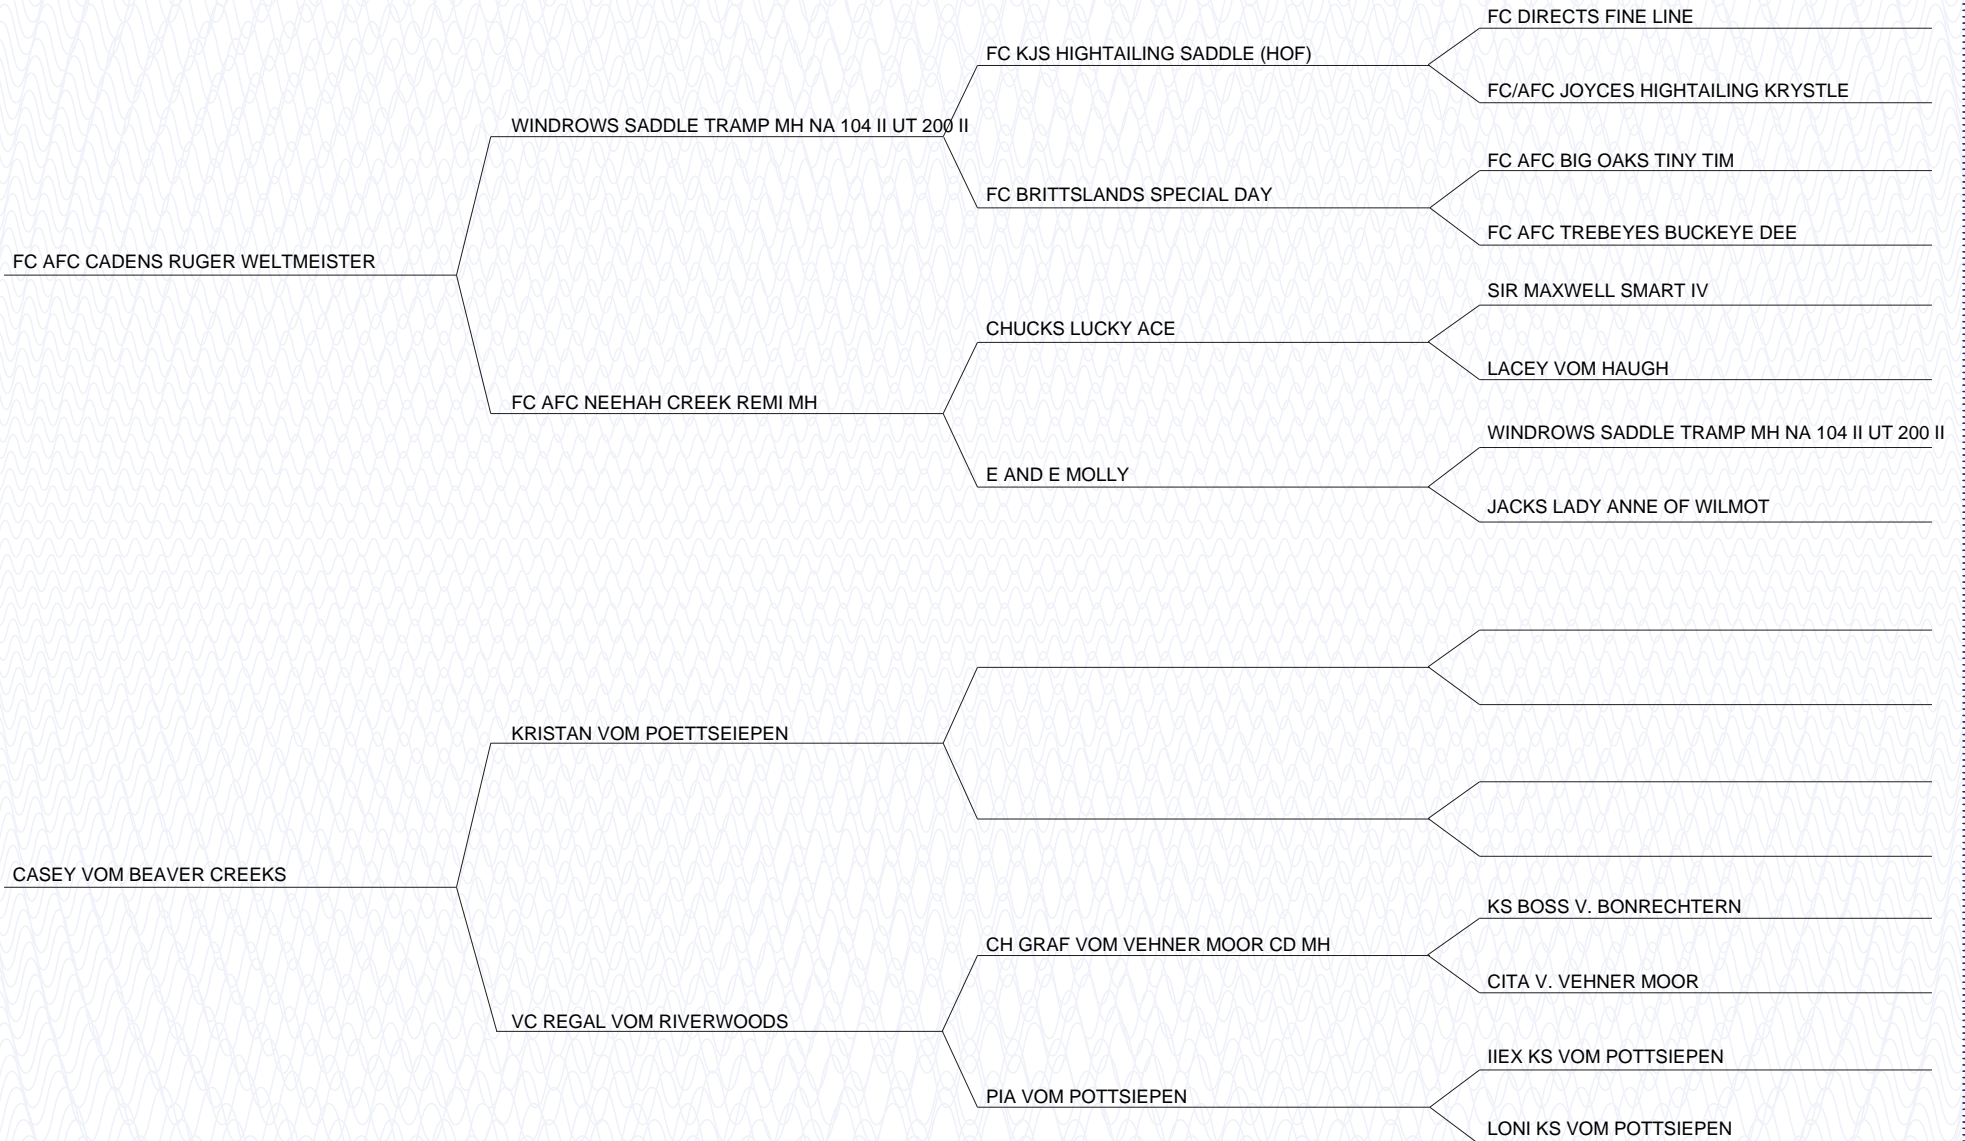 FC DIRECTS FINE LINE
FC KJS HIGHTAILING SADDLE (HOF)
FC/AFC JOYCES HIGHTAILING KRYSTLE
WINDROWS SADDLE TRAMP MH NA 104 II UT 200 II
FC AFC BIG OAKS TINY TIM
FC BRITTSLANDS SPECIAL DAY
FC AFC TREBEYES BUCKEYE DEE
FC AFC CADENS RUGER WELTMEISTER
SIR MAXWELL SMART IV
CHUCKS LUCKY ACE
LACEY VOM HAUGH
FC AFC NEEHAH CREEK REMI MH
WINDROWS SADDLE TRAMP MH NA 104 II UT 200 II
E AND E MOLLY
JACKS LADY ANNE OF WILMOT
KRISTAN VOM POETTSEIEPEN
CASEY VOM BEAVER CREEKS
KS BOSS V. BONRECHTERN
CH GRAF VOM VEHNER MOOR CD MH
CITA V. VEHNER MOOR
VC REGAL VOM RIVERWOODS
IIEX KS VOM POTTSIEPEN
PIA VOM POTTSIEPEN
LONI KS VOM POTTSIEPEN